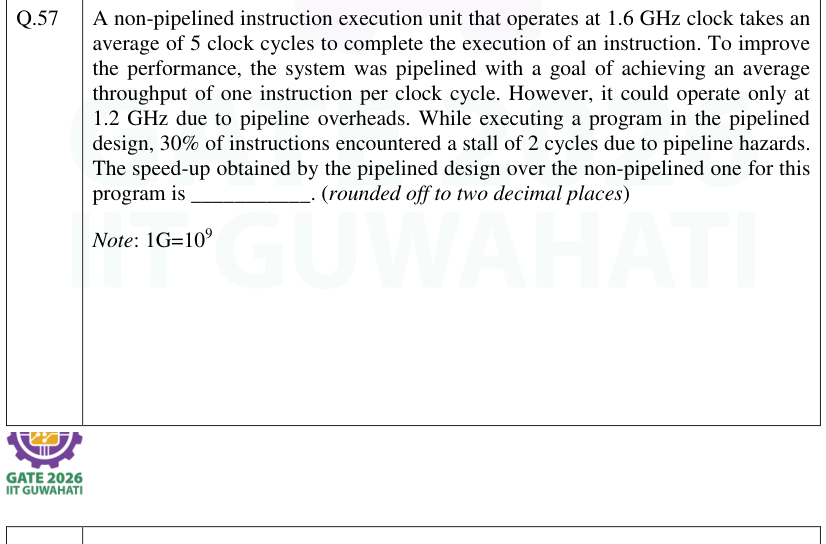 Q.57 A non-pipelined instruction execution unit that operates at 1.6 GHz clock takes an
average of 5 clock cycles to complete the execution of an instruction. To improve
the performance, the system was pipelined with a goal of achieving an average
throughput of one instruction per clock cycle. However, it could operate only at
1.2 GHz due to pipeline overheads. While executing a program in the pipelined
design, 30% of instructions encountered a stall of 2 cycles due to pipeline hazards.
The speed-up obtained by the pipelined design over the non-pipelined one for this
program is ___________. (rounded off to two decimal places)
Note: 1G=10⁹
GATE 2026
IIT GUWAHATI
GATE 2026
IIT GUWAHATI